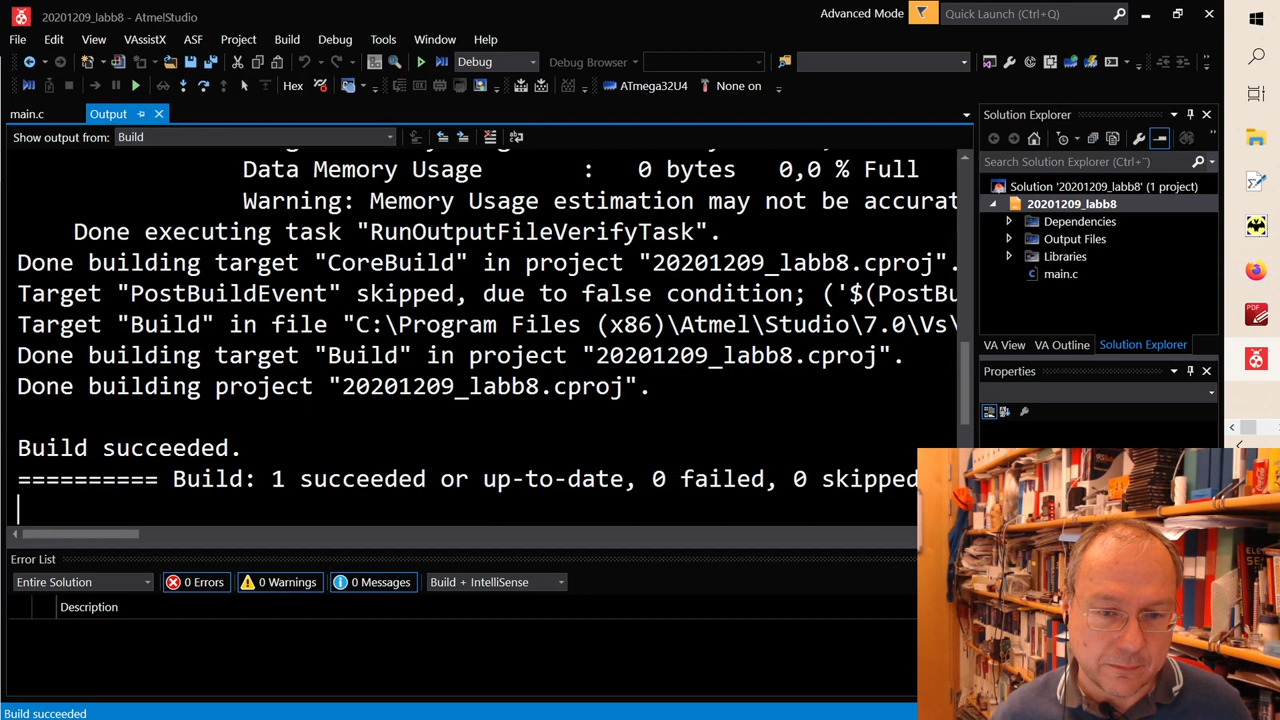 20201209_labb8 - AtmelStudio
Advanced Mode
Quick Launch (Ctrl+Q)
File Edit View VAssistX ASF Project Build Debug Tools Window Help
Debug
Debug Browser
Hex
ATmega32U4
None on
main.c
Output
Show output from: Build
Data Memory Usage : 0 bytes 0,0 % Full
Warning: Memory Usage estimation may not be accurat
Done executing task "RunOutputFileVerifyTask".
Done building target "CoreBuild" in project "20201209_labb8.cproj".
Target "PostBuildEvent" skipped, due to false condition; ('$(PostBu
Target "Build" in file "C:\Program Files (x86)\Atmel\Studio\7.0\Vs\
Done building target "Build" in project "20201209_labb8.cproj".
Done building project "20201209_labb8.cproj".
Build succeeded.
========== Build: 1 succeeded or up-to-date, 0 failed, 0 skipped
Error List
Entire Solution
0 Errors
0 Warnings
0 Messages
Build + IntelliSense
Description
Build succeeded
Solution Explorer
Search Solution Explorer (Ctrl+¨)
Solution '20201209_labb8' (1 project)
20201209_labb8
Dependencies
Output Files
Libraries
main.c
VA View VA Outline Solution Explorer
Properties
PDF